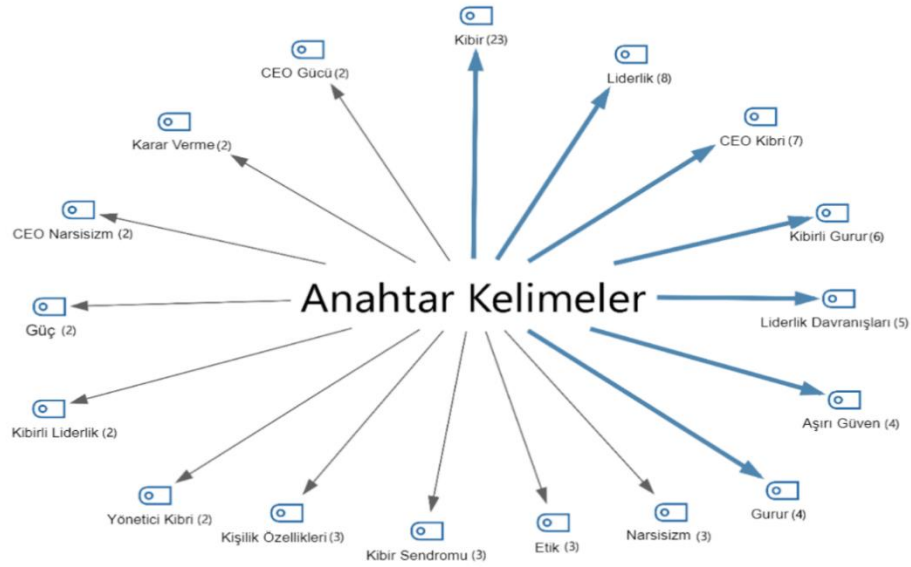 Kibir (23)
CEO Gücü (2)
Liderlik (8)
Karar Verme (2)
CEO Kibri (7)
CEO Narsisizm (2)
Kibirli Gurur (6)
Anahtar Kelimeler
Güç (2)
Liderlik Davranışları (5)
Kibirli Liderlik (2)
Aşırı Güven (4)
Yönetici Kibri (2)
Kişilik Özellikleri (3)
Kibir Sendromu (3)
Etik (3)
Narsisizm (3)
Gurur (4)